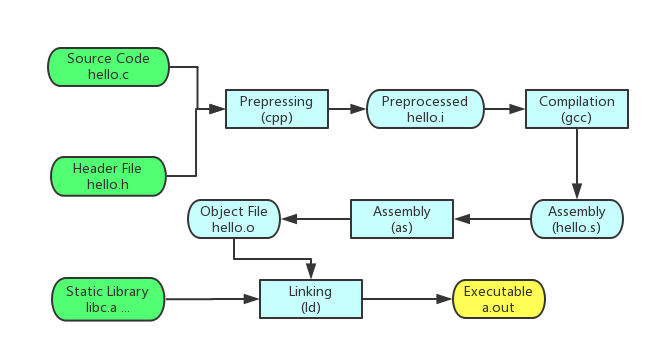 Source Code
hello.c
Header File
hello.h
Prepressing
(cpp)
Preprocessed
hello.i
Compilation
(gcc)
Assembly
(hello.s)
Assembly
(as)
Object File
hello.o
Static Library
libc.a ...
Linking
(ld)
Executable
a.out